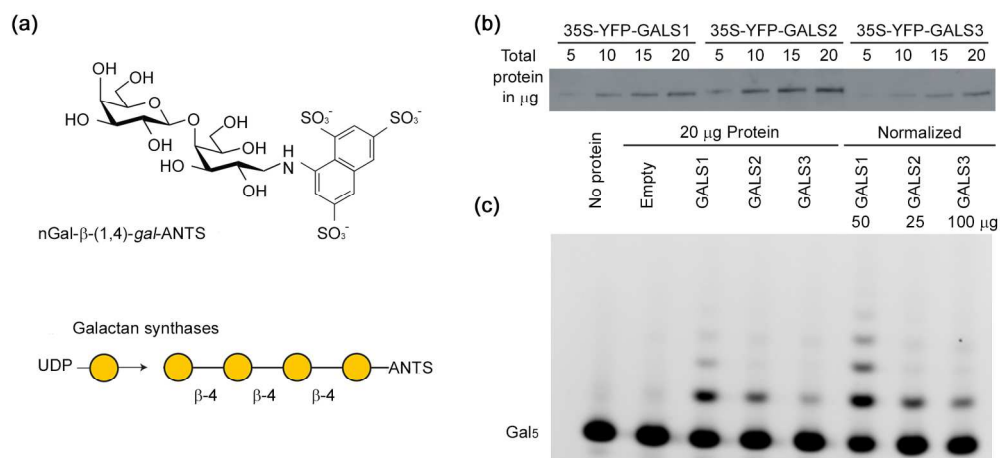 (a)
OH
OH
O
HO
OH
O
OH
O
OH
HO
OH
H
N
SO₃⁻
SO₃⁻
SO₃⁻
nGal-β-(1,4)-gal-ANTS
Galactan synthases
UDP
ANTS
β-4 β-4 β-4
(b)
35S-YFP-GALS1 35S-YFP-GALS2 35S-YFP-GALS3
Total protein in μg
5 10 15 20 5 10 15 20 5 10 15 20
(c)
20 μg Protein Normalized
No protein Empty GALS1 GALS2 GALS3 GALS1 GALS2 GALS3
50 25 100 μg
Gal₅